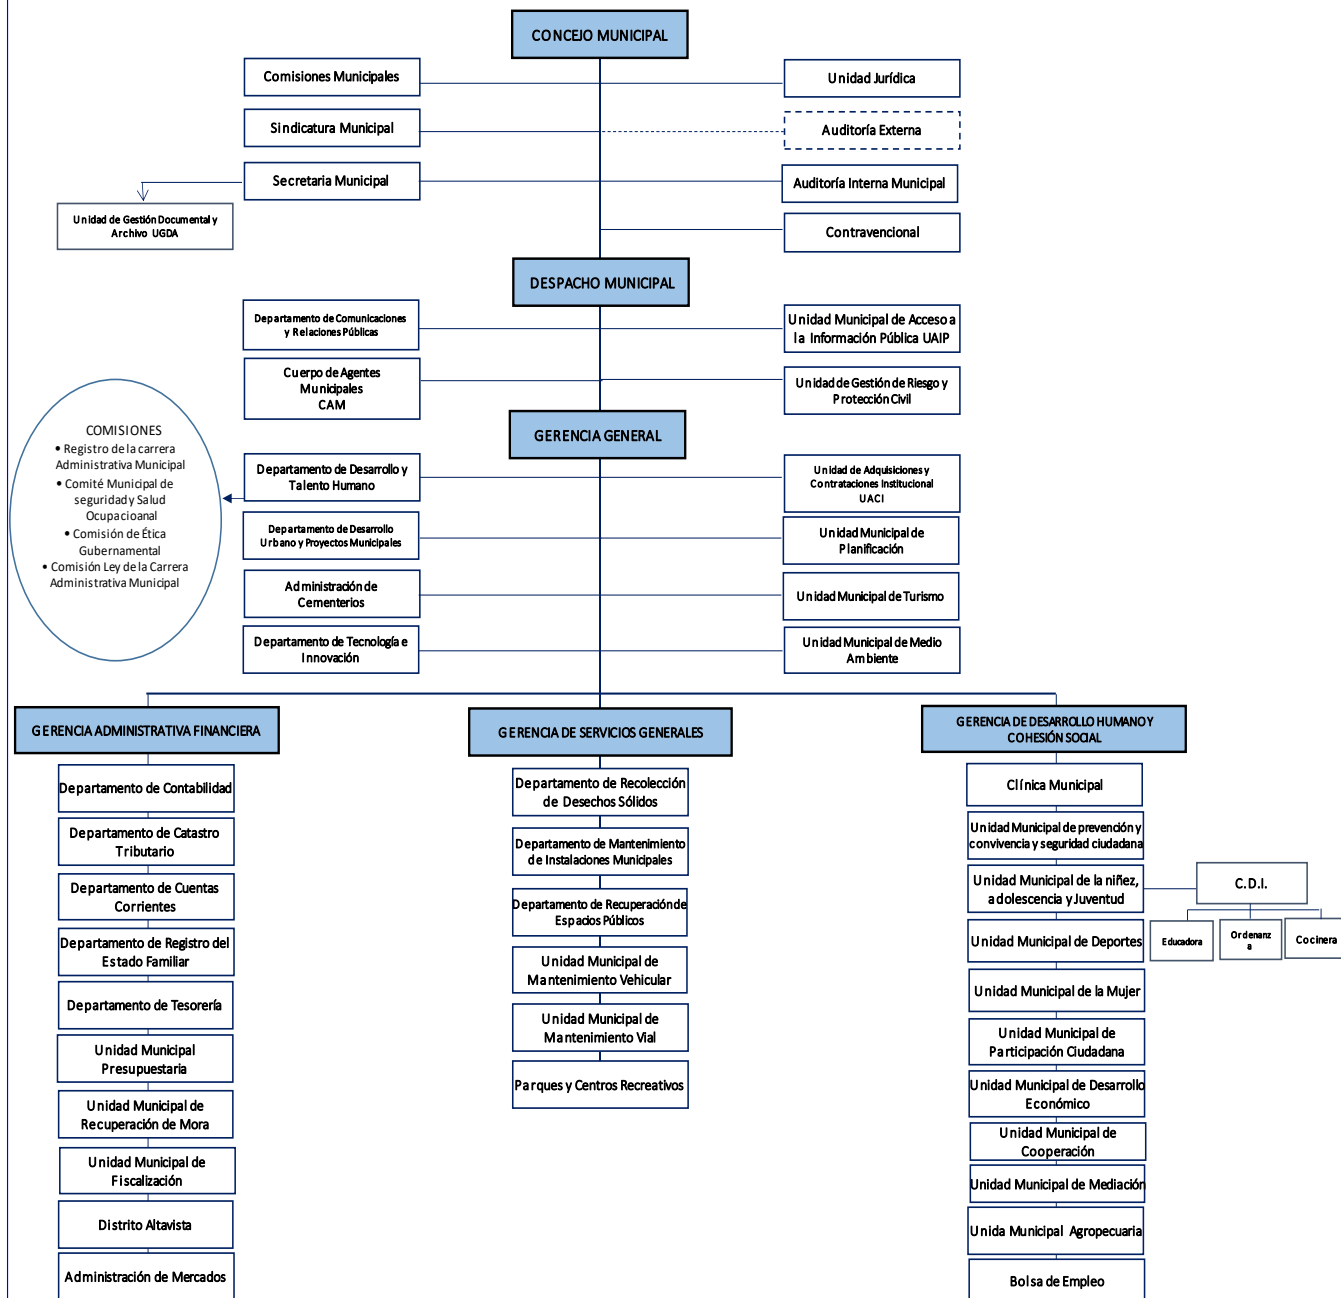 CONCEJO MUNICIPAL
Comisiones Municipales
Unidad Jurídica
Sindicatura Municipal
Auditoría Externa
Secretaria Municipal
Auditoría Interna Municipal
Unidad de Gestión Documental y
Archivo UGDA
Contravencional
DESPACHO MUNICIPAL
Departamento de Comunicaciones
y Relaciones Públicas
Unidad Municipal de Acceso a
la Información Pública UAIP
Cuerpo de Agentes
Municipales
CAM
Unidad de Gestión de Riesgo y
Protección Civil
GERENCIA GENERAL
COMISIONES
• Registro de la carrera
Administrativa Municipal
• Comité Municipal de
seguridad y Salud
Ocupacioanal
• Comisión de Ética
Gubernamental
• Comisión Ley de la Carrera
Administrativa Municipal
Departamento de Desarrollo y
Talento Humano
Unidad de Adquisiciones y
Contrataciones Institucional
UACI
Departamento de Desarrollo
Urbano y Proyectos Municipales
Unidad Municipal de
Planificación
Administración de
Cementerios
Unidad Municipal de Turismo
Departamento de Tecnología e
Innovación
Unidad Municipal de Medio
Ambiente
GERENCIA ADMINISTRATIVA FINANCIERA
Departamento de Contabilidad
Departamento de Catastro
Tributario
Departamento de Cuentas
Corrientes
Departamento de Registro del
Estado Familiar
Departamento de Tesorería
Unidad Municipal
Presupuestaria
Unidad Municipal de
Recuperación de Mora
Unidad Municipal de
Fiscalización
Distrito Altavista
Administración de Mercados
GERENCIA DE SERVICIOS GENERALES
Departamento de Recolección
de Desechos Sólidos
Departamento de Mantenimiento
de Instalaciones Municipales
Departamento de Recuperación de
Espacios Públicos
Unidad Municipal de
Mantenimiento Vehicular
Unidad Municipal de
Mantenimiento Vial
Parques y Centros Recreativos
GERENCIA DE DESARROLLO HUMANO Y
COHESIÓN SOCIAL
Clínica Municipal
Unidad Municipal de prevención y
convivencia y seguridad ciudadana
Unidad Municipal de la niñez,
adolescencia y Juventud
C.D.I.
Educadora
Ordenanz
a
Cocinera
Unidad Municipal de Deportes
Unidad Municipal de la Mujer
Unidad Municipal de
Participación Ciudadana
Unidad Municipal de Desarrollo
Económico
Unidad Municipal de
Cooperación
Unidad Municipal de Mediación
Unida Municipal Agropecuaria
Bolsa de Empleo